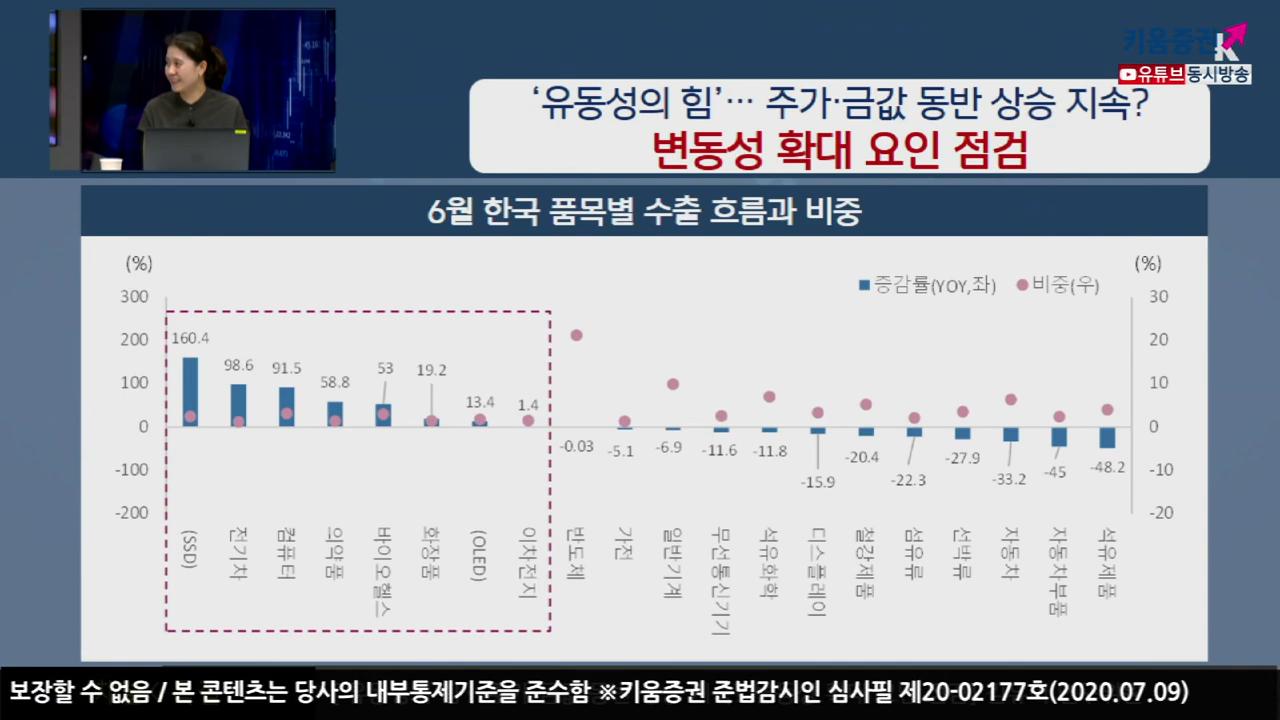 키움증권
유튜브 동시방송
‘유동성의 힘’… 주가·금값 동반 상승 지속?
변동성 확대 요인 점검
6월 한국 품목별 수출 흐름과 비중
(%)
(%)
증감률(YOY,좌)
비중(우)
300
200
100
0
-100
-200
30
20
10
0
-10
-20
160.4
98.6
91.5
58.8
53
19.2
13.4
1.4
-0.03
-5.1
-6.9
-11.6
-11.8
-15.9
-20.4
-22.3
-27.9
-33.2
-45
-48.2
(SSD)
전기차
컴퓨터
의약품
바이오헬스
화장품
(OLED)
이차전지
반도체
가전
일반기계
무선통신기기
석유화학
디스플레이
철강제품
섬유류
선박류
자동차
자동차부품
석유제품
보장할 수 없음 / 본 콘텐츠는 당사의 내부통제기준을 준수함 ※키움증권 준법감시인 심사필 제20-02177호(2020.07.09)